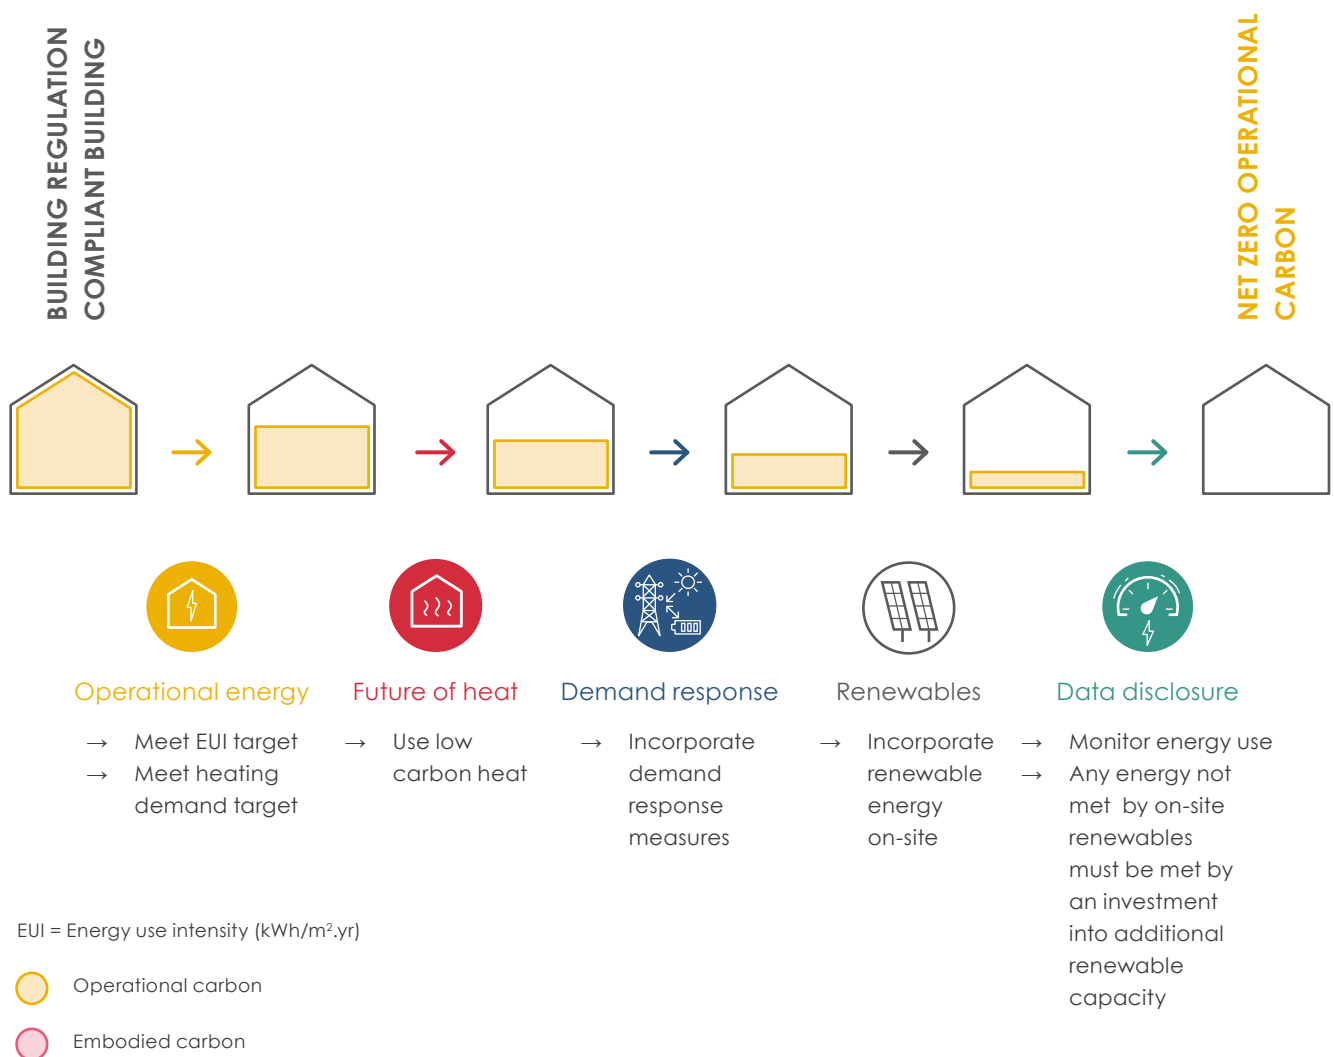 BUILDING REGULATION
COMPLIANT BUILDING
NET ZERO OPERATIONAL
CARBON
Operational energy
→ Meet EUI target
→ Meet heating
demand target
Future of heat
→ Use low
carbon heat
Demand response
→ Incorporate
demand
response
measures
Renewables
→ Incorporate
renewable
energy
on-site
Data disclosure
→ Monitor energy use
→ Any energy not
met by on-site
renewables
must be met by
an investment
into additional
renewable
capacity
EUI = Energy use intensity (kWh/m².yr)
Operational carbon
Embodied carbon